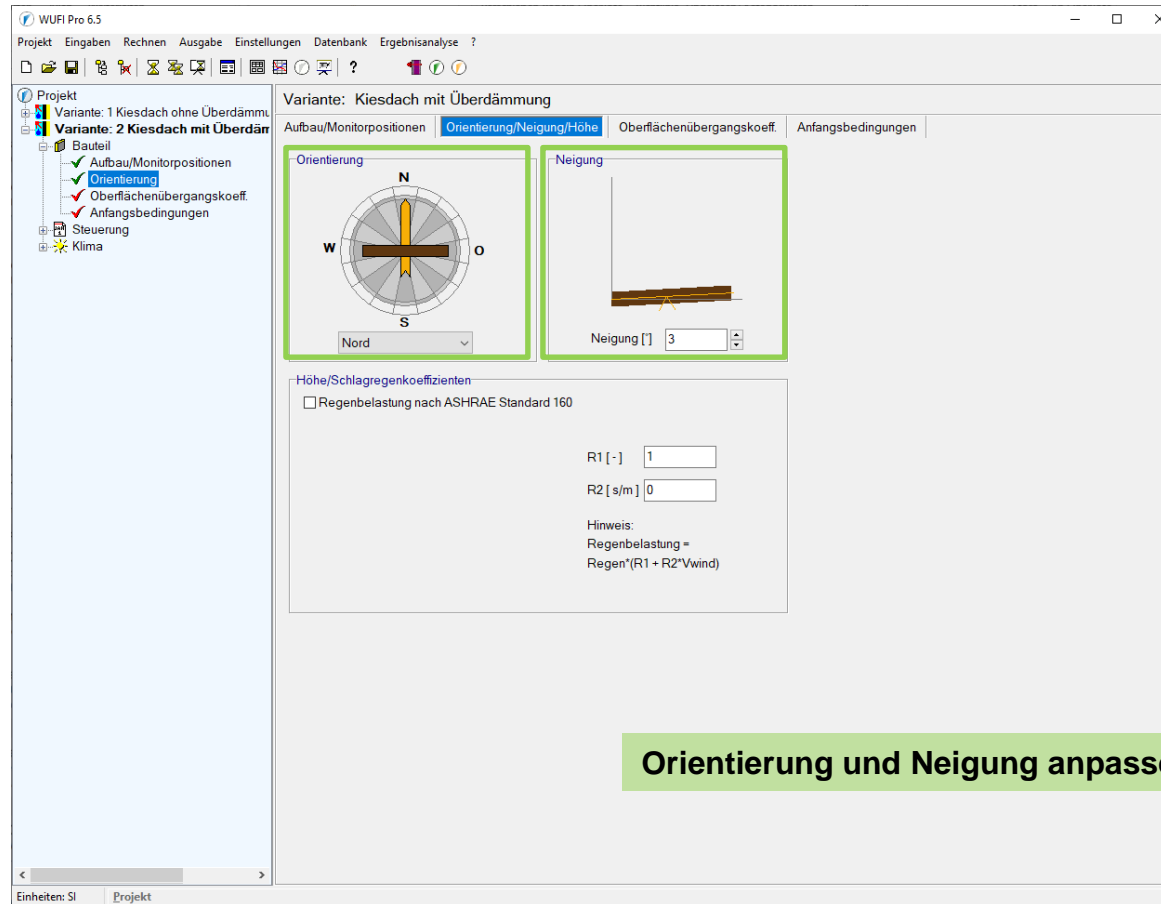 WUFI Pro 6.5
Projekt Eingaben Rechnen Ausgabe Einstellungen Datenbank Ergebnisanalyse ?
?
Projekt
Variante: 1 Kiesdach ohne Überdämmu
Variante: 2 Kiesdach mit Überdäm
Bauteil
Aufbau/Monitorpositionen
Orientierung
Oberflächenübergangskoeff.
Anfangsbedingungen
Steuerung
Klima
Variante: Kiesdach mit Überdämmung
Aufbau/Monitorpositionen Orientierung/Neigung/Höhe Oberflächenübergangskoeff. Anfangsbedingungen
Orientierung
N
W
O
S
Nord
Neigung
Neigung [°] 3
Höhe/Schlagregenkoeffizienten
Regenbelastung nach ASHRAE Standard 160
R1 [ - ] 1
R2 [ s/m ] 0
Hinweis:
Regenbelastung =
Regen*(R1 + R2*Vwind)
Orientierung und Neigung anpasse
Einheiten: SI Projekt